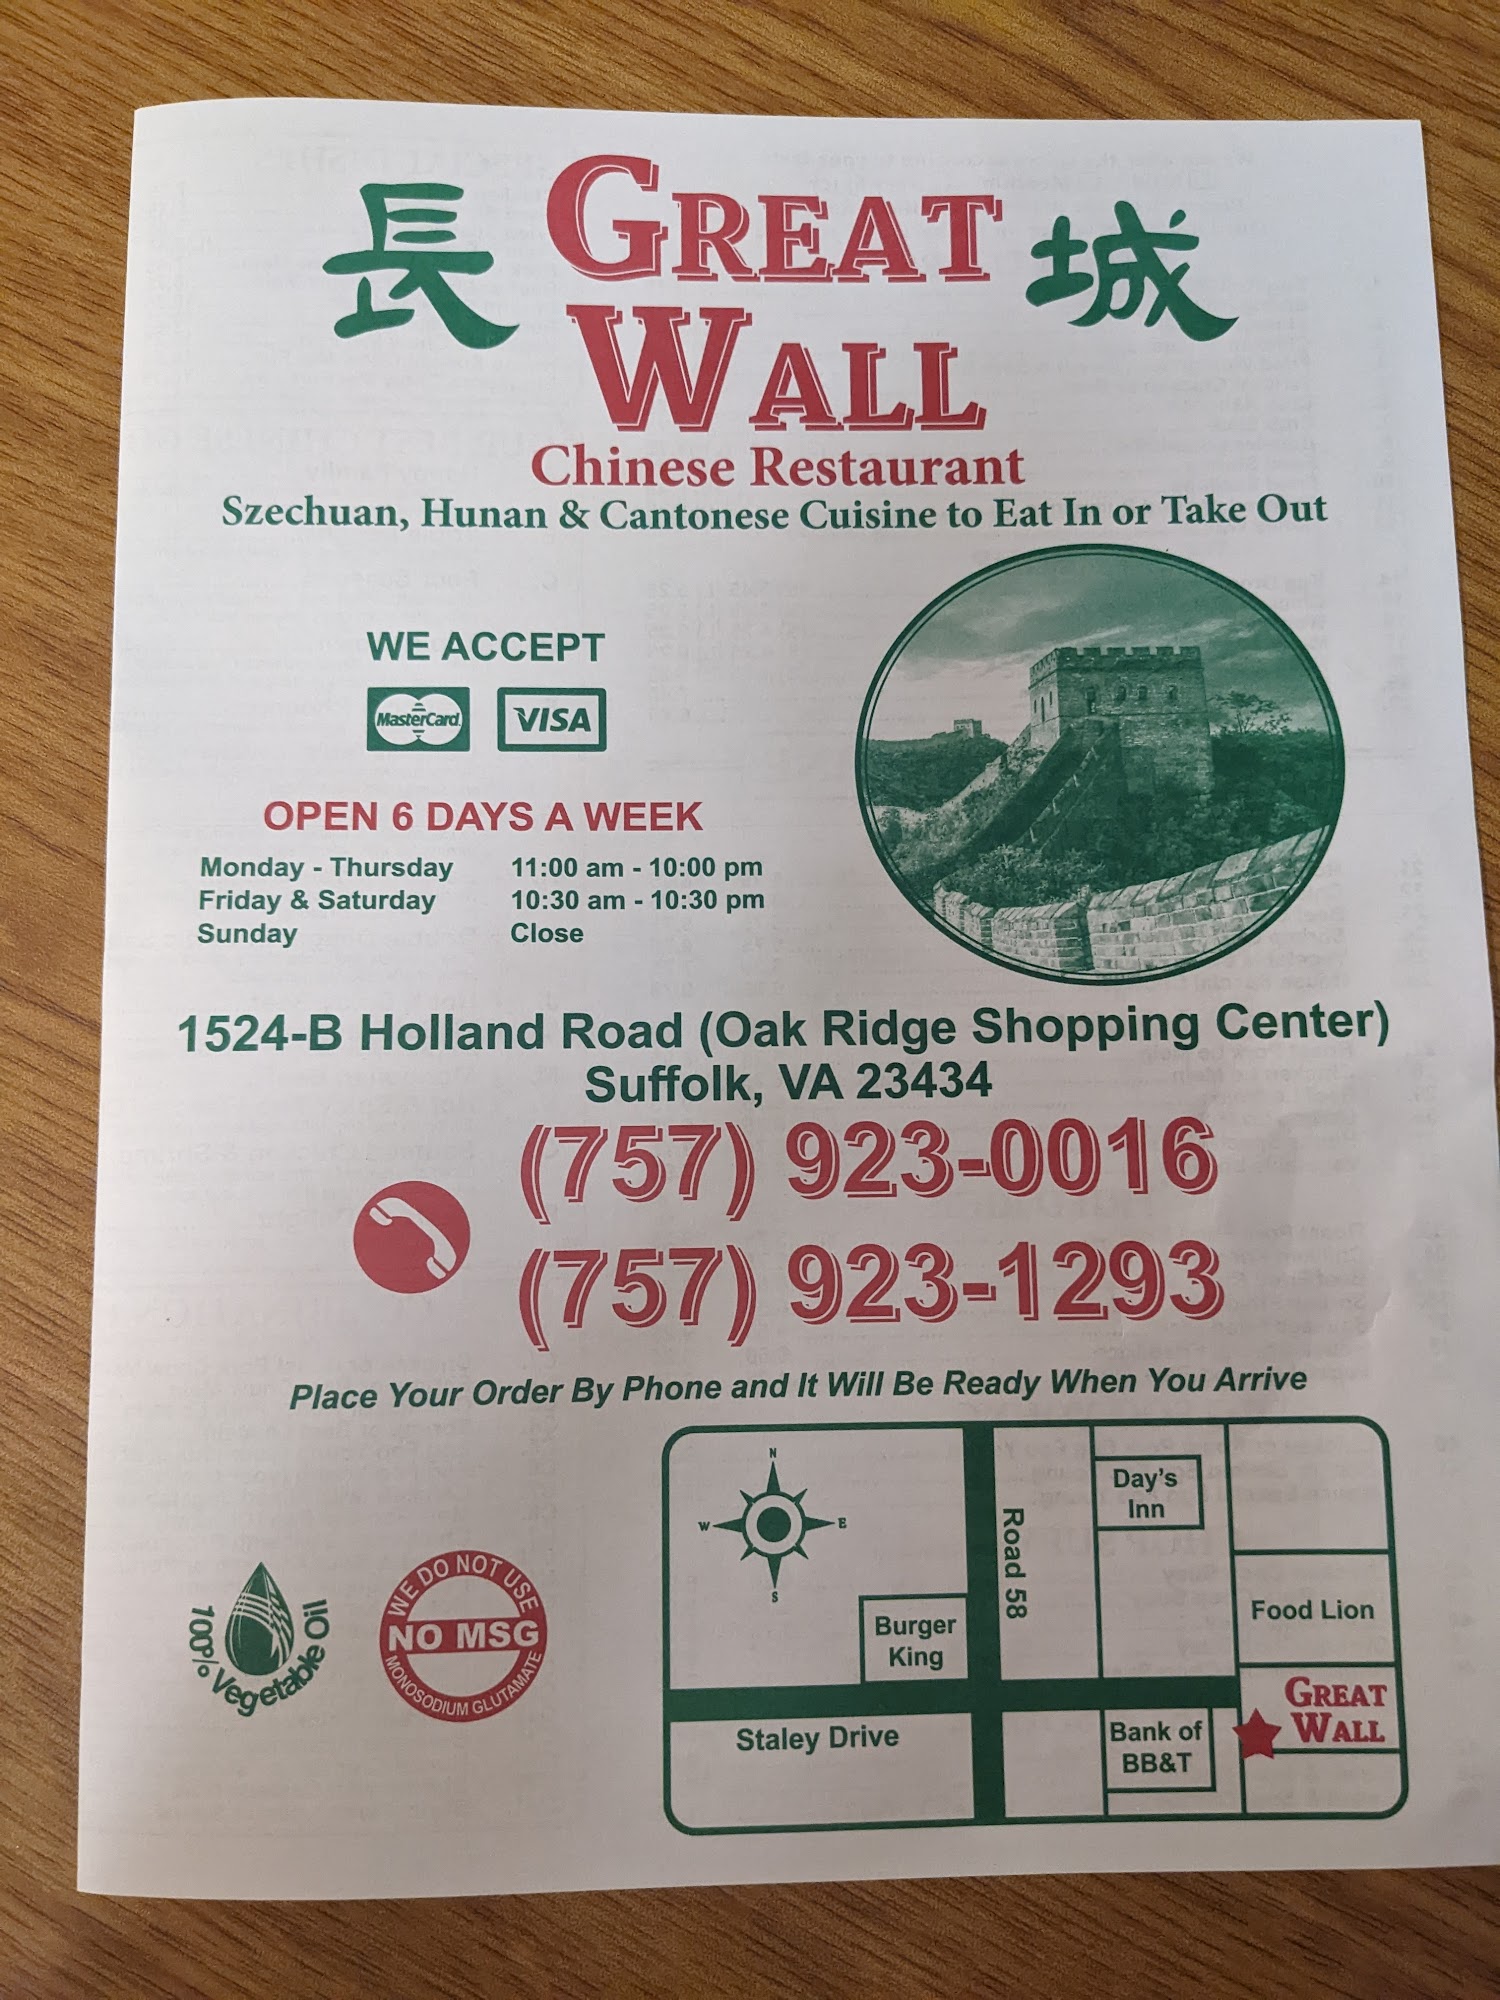 長 GREAT 城
WALL
Chinese Restaurant
Szechuan, Hunan & Cantonese Cuisine to Eat In or Take Out
WE ACCEPT
MasterCard VISA
OPEN 6 DAYS A WEEK
Monday - Thursday 11:00 am - 10:00 pm
Friday & Saturday 10:30 am - 10:30 pm
Sunday Close
1524-B Holland Road (Oak Ridge Shopping Center)
Suffolk, VA 23434
(757) 923-0016
(757) 923-1293
Place Your Order By Phone and It Will Be Ready When You Arrive
100% Vegetable Oil
WE DO NOT USE
NO MSG
MONOSODIUM GLUTAMATE
N
W E
S
Road 58
Day's
Inn
Burger
King
Food Lion
Staley Drive
Bank of
BB&T
GREAT
WALL